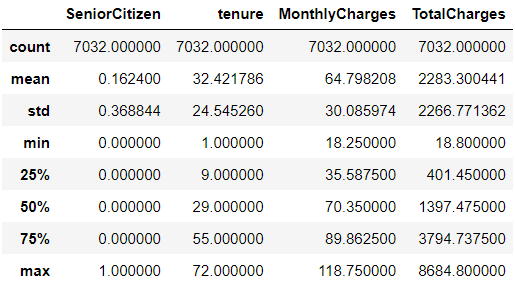 SeniorCitizen tenure MonthlyCharges TotalCharges
count 7032.000000 7032.000000 7032.000000 7032.000000
mean 0.162400 32.421786 64.798208 2283.300441
std 0.368844 24.545260 30.085974 2266.771362
min 0.000000 1.000000 18.250000 18.800000
25% 0.000000 9.000000 35.587500 401.450000
50% 0.000000 29.000000 70.350000 1397.475000
75% 0.000000 55.000000 89.862500 3794.737500
max 1.000000 72.000000 118.750000 8684.800000